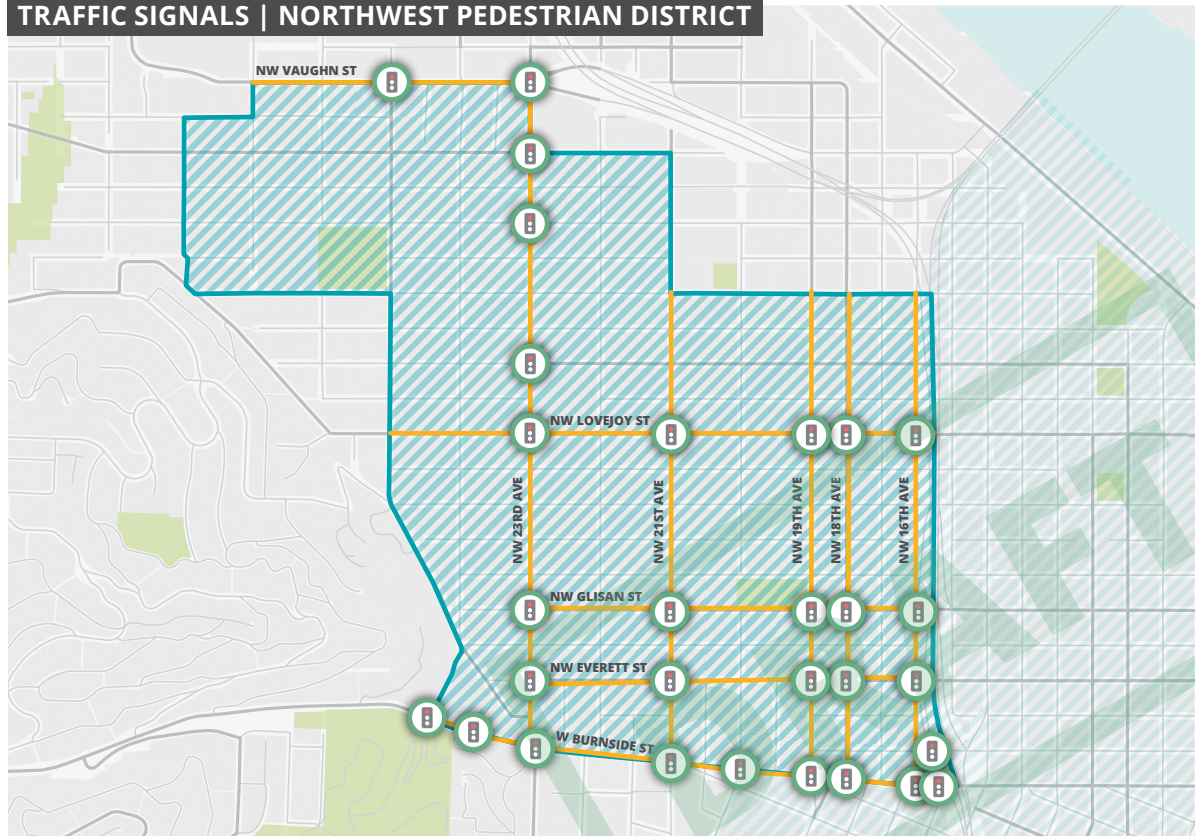 TRAFFIC SIGNALS | NORTHWEST PEDESTRIAN DISTRICT
NW VAUGHN ST
NW LOVEJOY ST
NW 23RD AVE
NW 21ST AVE
NW 19TH AVE
NW 18TH AVE
NW 16TH AVE
NW GLISAN ST
NW EVERETT ST
W BURNSIDE ST
DRAFT